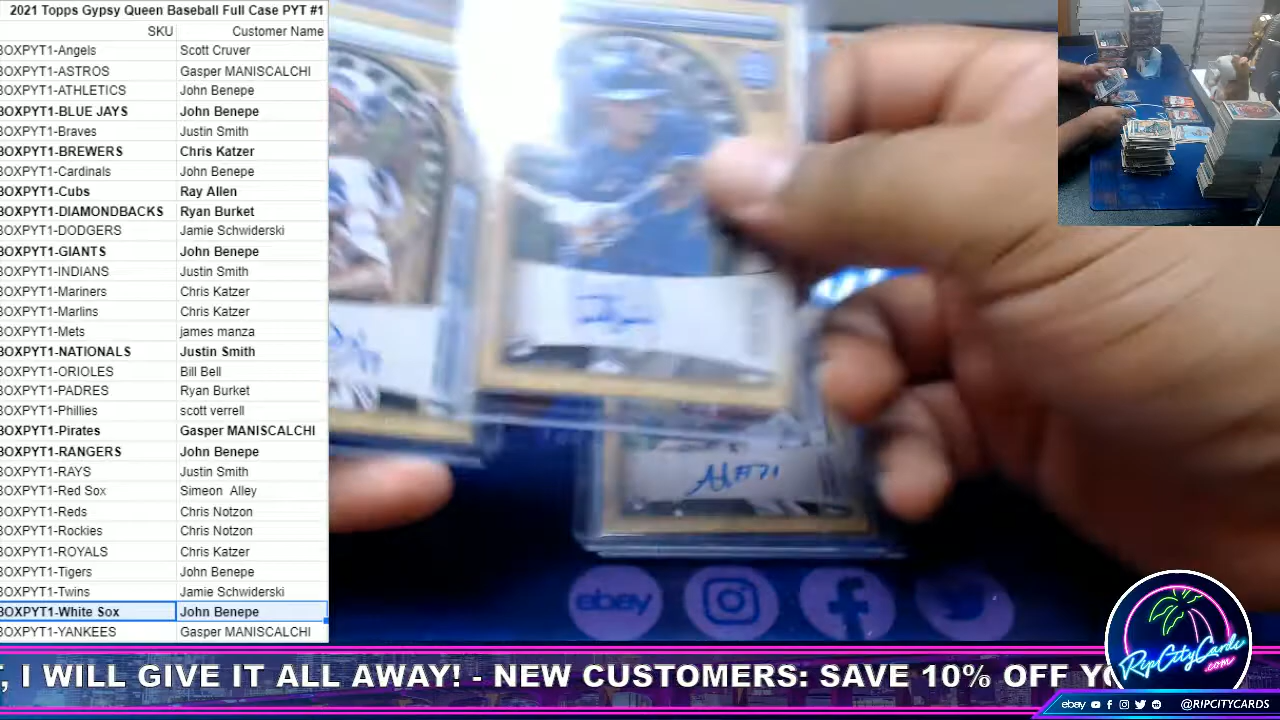 2021 Topps Gypsy Queen Baseball Full Case PYT #1
SKU Customer Name
BOXPYT1-Angels Scott Cruver
BOXPYT1-ASTROS Gasper MANISCALCHI
BOXPYT1-ATHLETICS John Benepe
BOXPYT1-BLUE JAYS John Benepe
BOXPYT1-Braves Justin Smith
BOXPYT1-BREWERS Chris Katzer
BOXPYT1-Cardinals John Benepe
BOXPYT1-Cubs Ray Allen
BOXPYT1-DIAMONDBACKS Ryan Burket
BOXPYT1-DODGERS Jamie Schwiderski
BOXPYT1-GIANTS John Benepe
BOXPYT1-INDIANS Justin Smith
BOXPYT1-Mariners Chris Katzer
BOXPYT1-Marlins Chris Katzer
BOXPYT1-Mets james manza
BOXPYT1-NATIONALS Justin Smith
BOXPYT1-ORIOLES Bill Bell
BOXPYT1-PADRES Ryan Burket
BOXPYT1-Phillies scott verrell
BOXPYT1-Pirates Gasper MANISCALCHI
BOXPYT1-RANGERS John Benepe
BOXPYT1-RAYS Justin Smith
BOXPYT1-Red Sox Simeon Alley
BOXPYT1-Reds Chris Notzon
BOXPYT1-Rockies Chris Notzon
BOXPYT1-ROYALS Chris Katzer
BOXPYT1-Tigers John Benepe
BOXPYT1-Twins Jamie Schwiderski
BOXPYT1-White Sox John Benepe
BOXPYT1-YANKEES Gasper MANISCALCHI
ebay
, I WILL GIVE IT ALL AWAY! - NEW CUSTOMERS: SAVE 10% OFF YO
RipCityCards
.com
ebay @RIPCITYCARDS